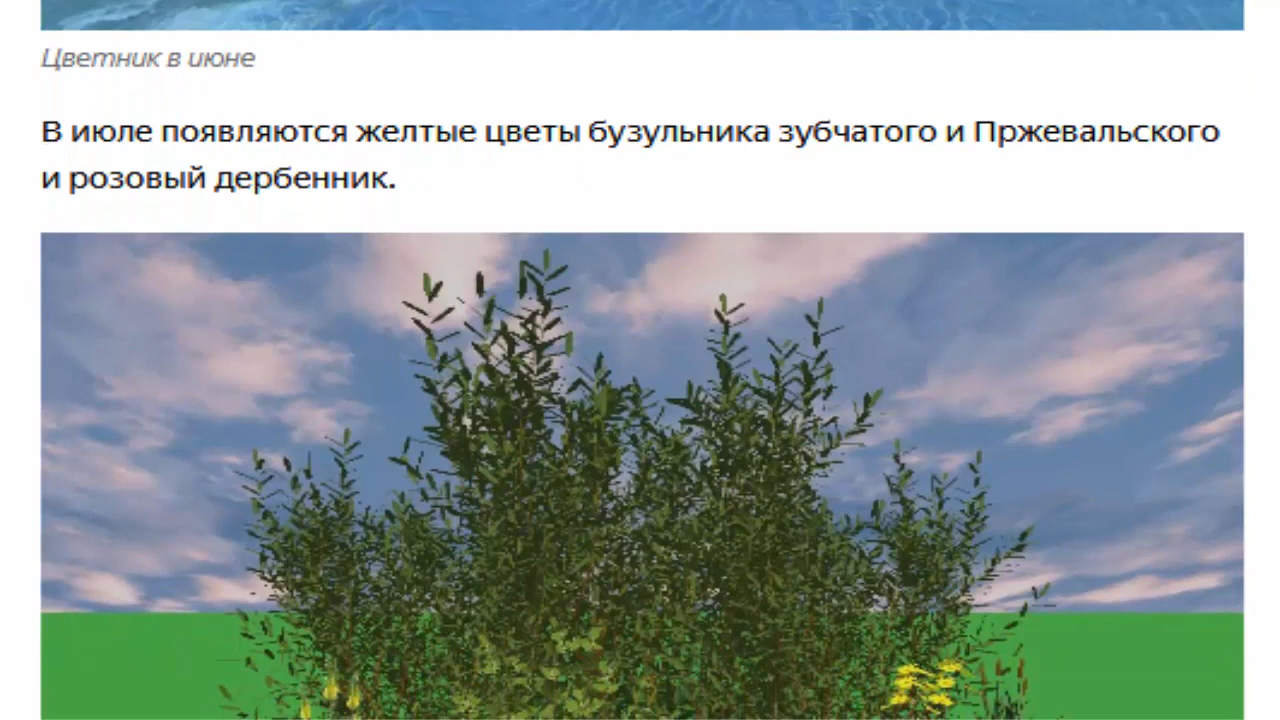 Цветник в июне
В июле появляются желтые цветы бузульника зубчатого и Пржевальского
и розовый дербенник.